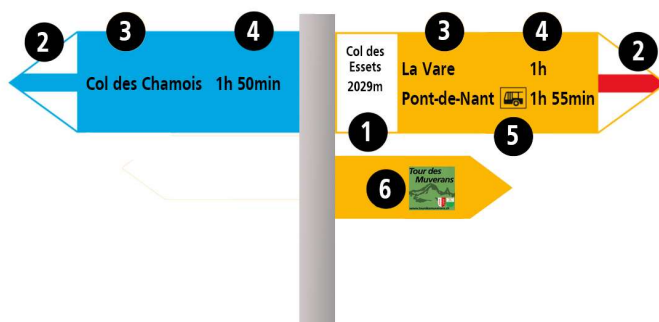 2
3
4
Col des Chamois 1h 50min
Col des
Essets
2029m
3
4
2
La Vare 1h
Pont-de-Nant 1h 55min
1
5
6
Tour des
Muverans